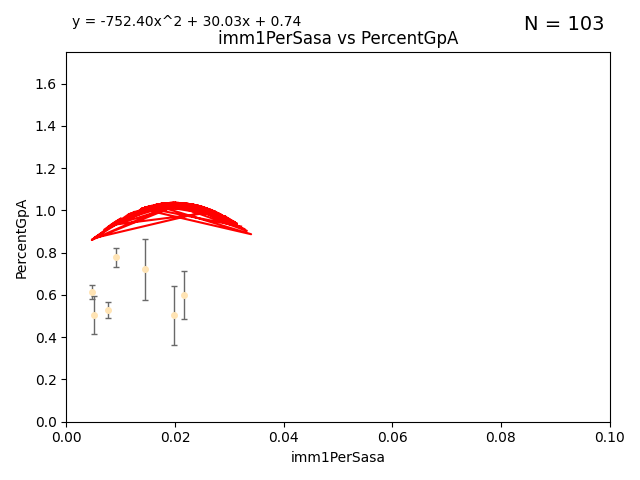 y = -752.40x^2 + 30.03x + 0.74
N = 103
imm1PerSasa vs PercentGpA
1.6
1.4
1.2
1.0
0.8
0.6
0.4
0.2
0.0
PercentGpA
0.00 0.02 0.04 0.06 0.08 0.10
imm1PerSasa